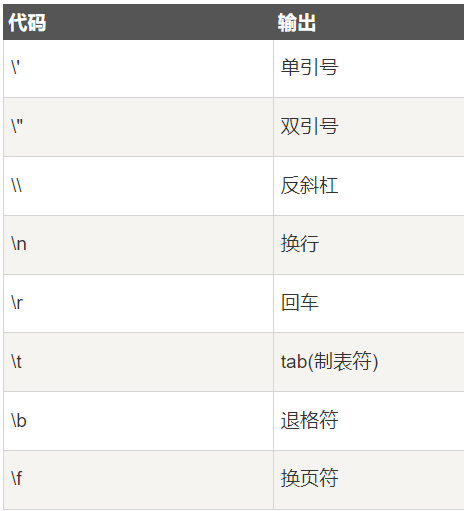 代码 输出
\' 单引号
\" 双引号
\\ 反斜杠
\n 换行
\r 回车
\t tab(制表符)
\b 退格符
\f 换页符